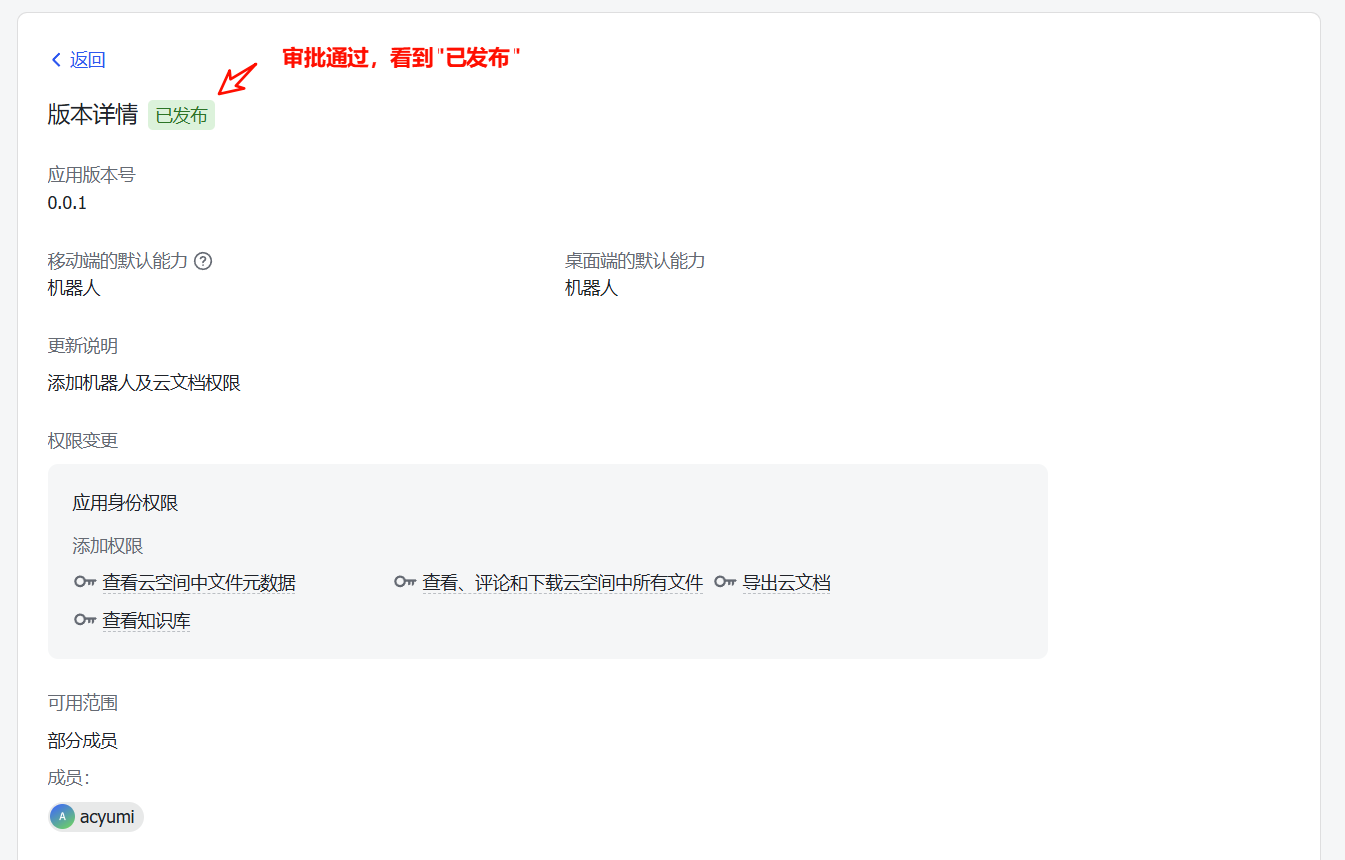 返回
审批通过，看到"已发布"
版本详情 已发布
应用版本号
0.0.1
移动端的默认能力 ? 桌面端的默认能力
机器人 机器人
更新说明
添加机器人及云文档权限
权限变更
应用身份权限
添加权限
查看云空间中文件元数据 查看、评论和下载云空间中所有文件 导出云文档
查看知识库
可用范围
部分成员
成员：
A acyumi